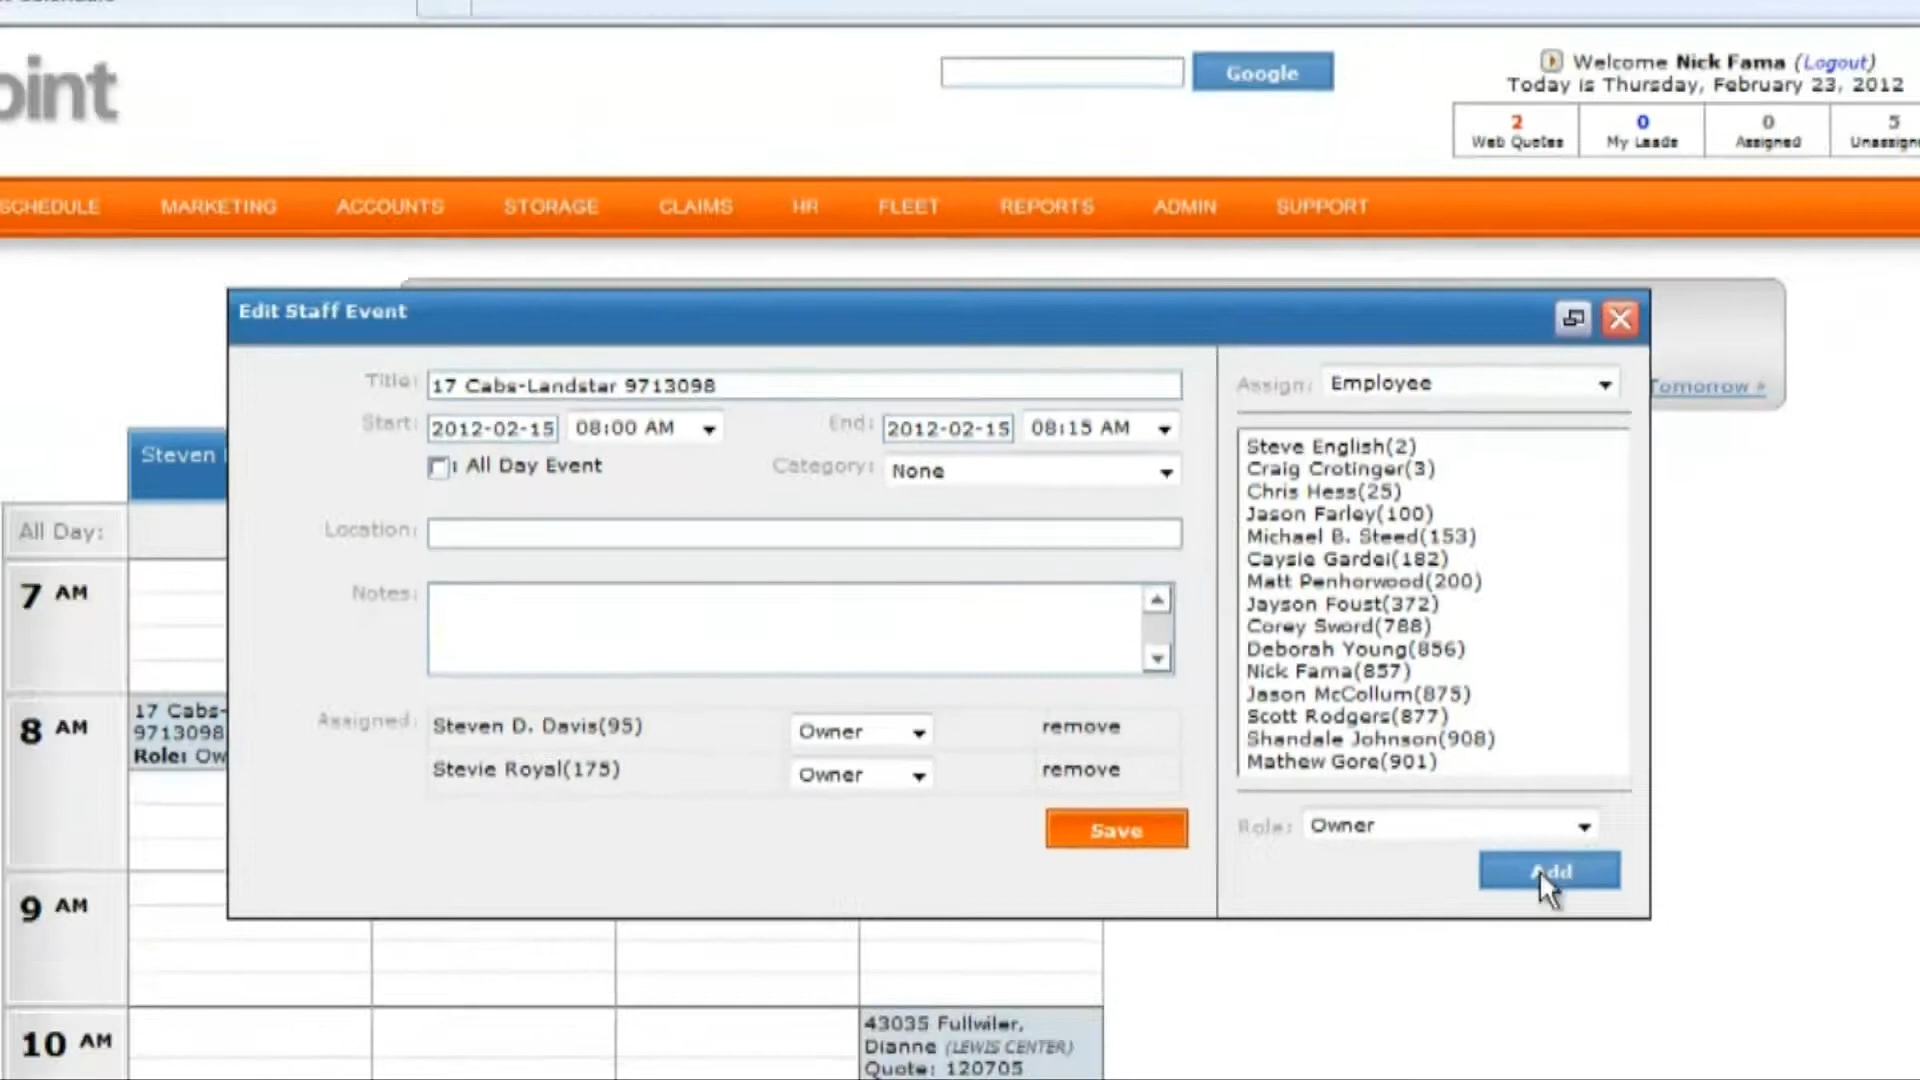 oint
Google
Welcome Nick Fama (Logout)
Today is Thursday, February 23, 2012
2
Web Quotes
0
My Leads
0
Assigned
5
Unassign
SCHEDULE MARKETING ACCOUNTS STORAGE CLAIMS HR FLEET REPORTS ADMIN SUPPORT
Edit Staff Event
Title: 17 Cabs-Landstar 9713098
Start: 2012-02-15 08:00 AM End: 2012-02-15 08:15 AM
: All Day Event Category: None
Location:
Notes:
Assigned: Steven D. Davis(95) Owner remove
Stevie Royal(175) Owner remove
Save
Assign: Employee
Steve English(2)
Craig Crotinger(3)
Chris Hess(25)
Jason Farley(100)
Michael B. Steed(153)
Caysie Gardei(182)
Matt Penhorwood(200)
Jayson Foust(372)
Corey Sword(788)
Deborah Young(856)
Nick Fama(857)
Jason McCollum(875)
Scott Rodgers(877)
Shandale Johnson(908)
Mathew Gore(901)
Role: Owner
Add
Tomorrow »
Steven
All Day:
7 AM
8 AM
17 Cabs-
9713098
Role: Ow
9 AM
10 AM
43035 Fullwiler,
Dianne (LEWIS CENTER)
Quote: 120705